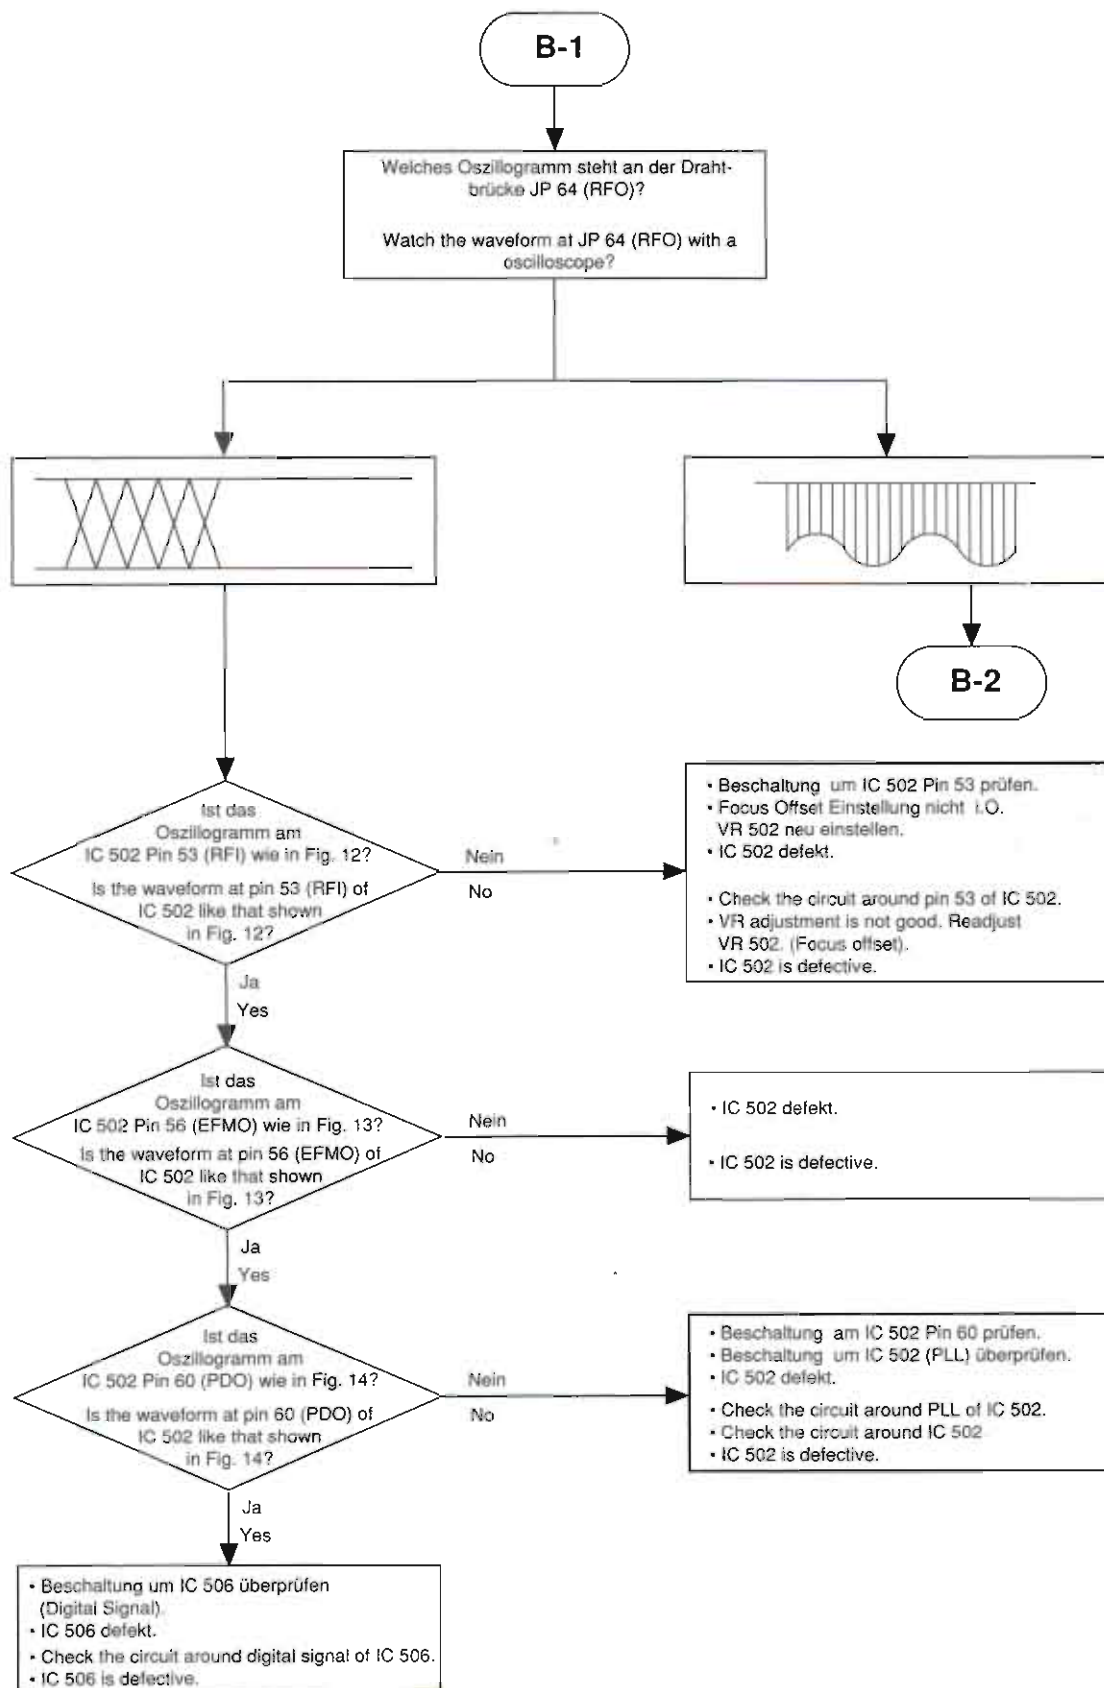 B-1
Welches Oszillogramm steht an der Draht-
brücke JP 64 (RFO)?
Watch the waveform at JP 64 (RFO) with a
oscilloscope?
B-2
Ist das
Oszillogramm am
IC 502 Pin 53 (RFI) wie in Fig. 12?
Is the waveform at pin 53 (RFI) of
IC 502 like that shown
in Fig. 12?
Nein
No
• Beschaltung um IC 502 Pin 53 prüfen.
• Focus Offset Einstellung nicht i.O.
VR 502 neu einstellen.
• IC 502 defekt.
• Check the circuit around pin 53 of IC 502.
• VR adjustment is not good. Readjust
VR 502. (Focus offset).
• IC 502 is defective.
Ja
Yes
Ist das
Oszillogramm am
IC 502 Pin 56 (EFMO) wie in Fig. 13?
Is the waveform at pin 56 (EFMO) of
IC 502 like that shown
in Fig. 13?
Nein
No
• IC 502 defekt.
• IC 502 is defective.
Ja
Yes
Ist das
Oszillogramm am
IC 502 Pin 60 (PDO) wie in Fig. 14?
Is the waveform at pin 60 (PDO) of
IC 502 like that shown
in Fig. 14?
Nein
No
• Beschaltung am IC 502 Pin 60 prüfen.
• Beschaltung um IC 502 (PLL) überprüfen.
• IC 502 defekt.
• Check the circuit around PLL of IC 502.
• Check the circuit around IC 502
• IC 502 is defective.
Ja
Yes
• Beschaltung um IC 506 überprüfen
(Digital Signal).
• IC 506 defekt.
• Check the circuit around digital signal of IC 506.
• IC 506 is defective.